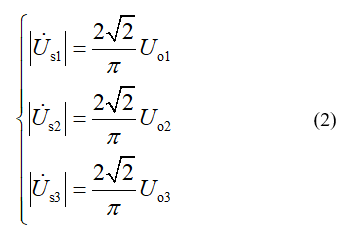 |U̇s1| = 2√2/π Uo1
|U̇s2| = 2√2/π Uo2 (2)
|U̇s3| = 2√2/π Uo3